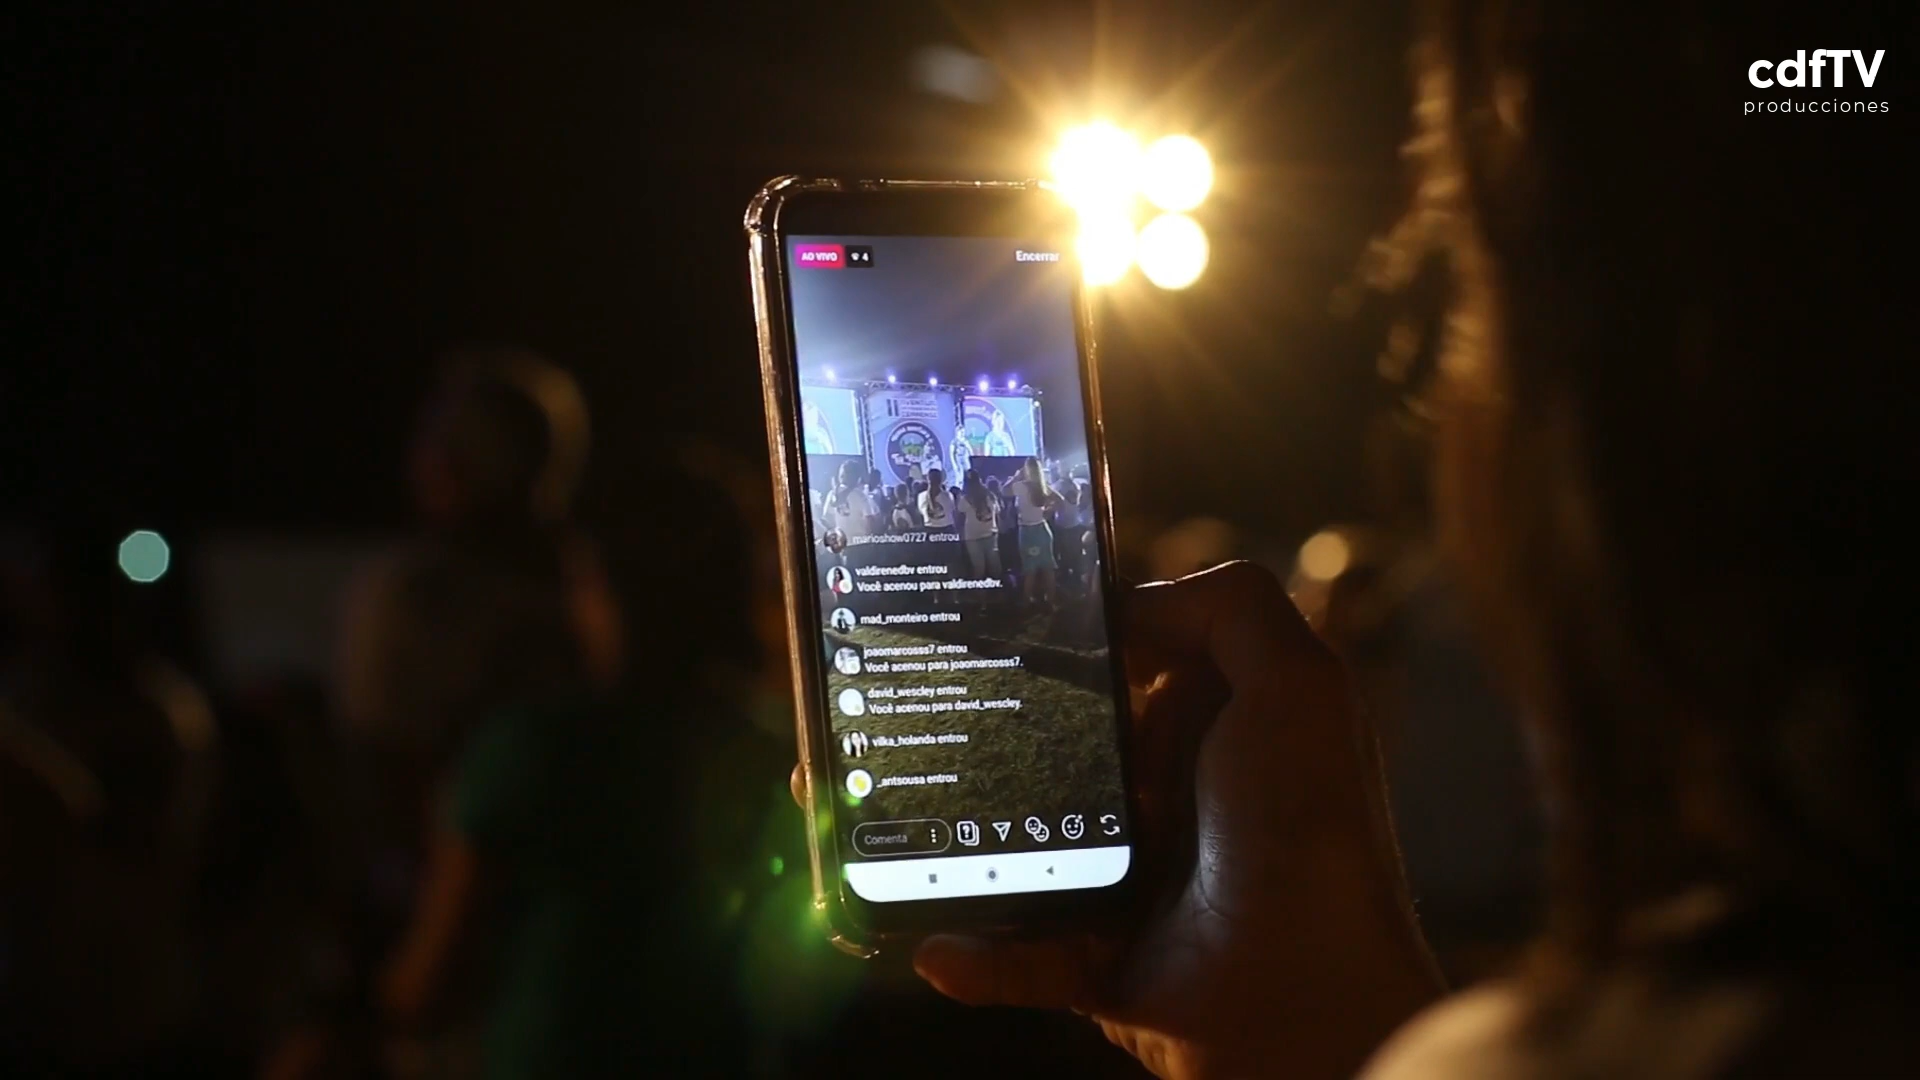 cdfTV
producciones
AO VIVO
4
Encerrar
marioshow0727 entrou
valdirenedbv entrou
Você acenou para valdirenedbv.
mad_monteiro entrou
joaomarcosss7 entrou
Você acenou para joaomarcosss7.
david_wescley entrou
Você acenou para david_wescley.
vilka_holanda entrou
_antsousa entrou
Comenta